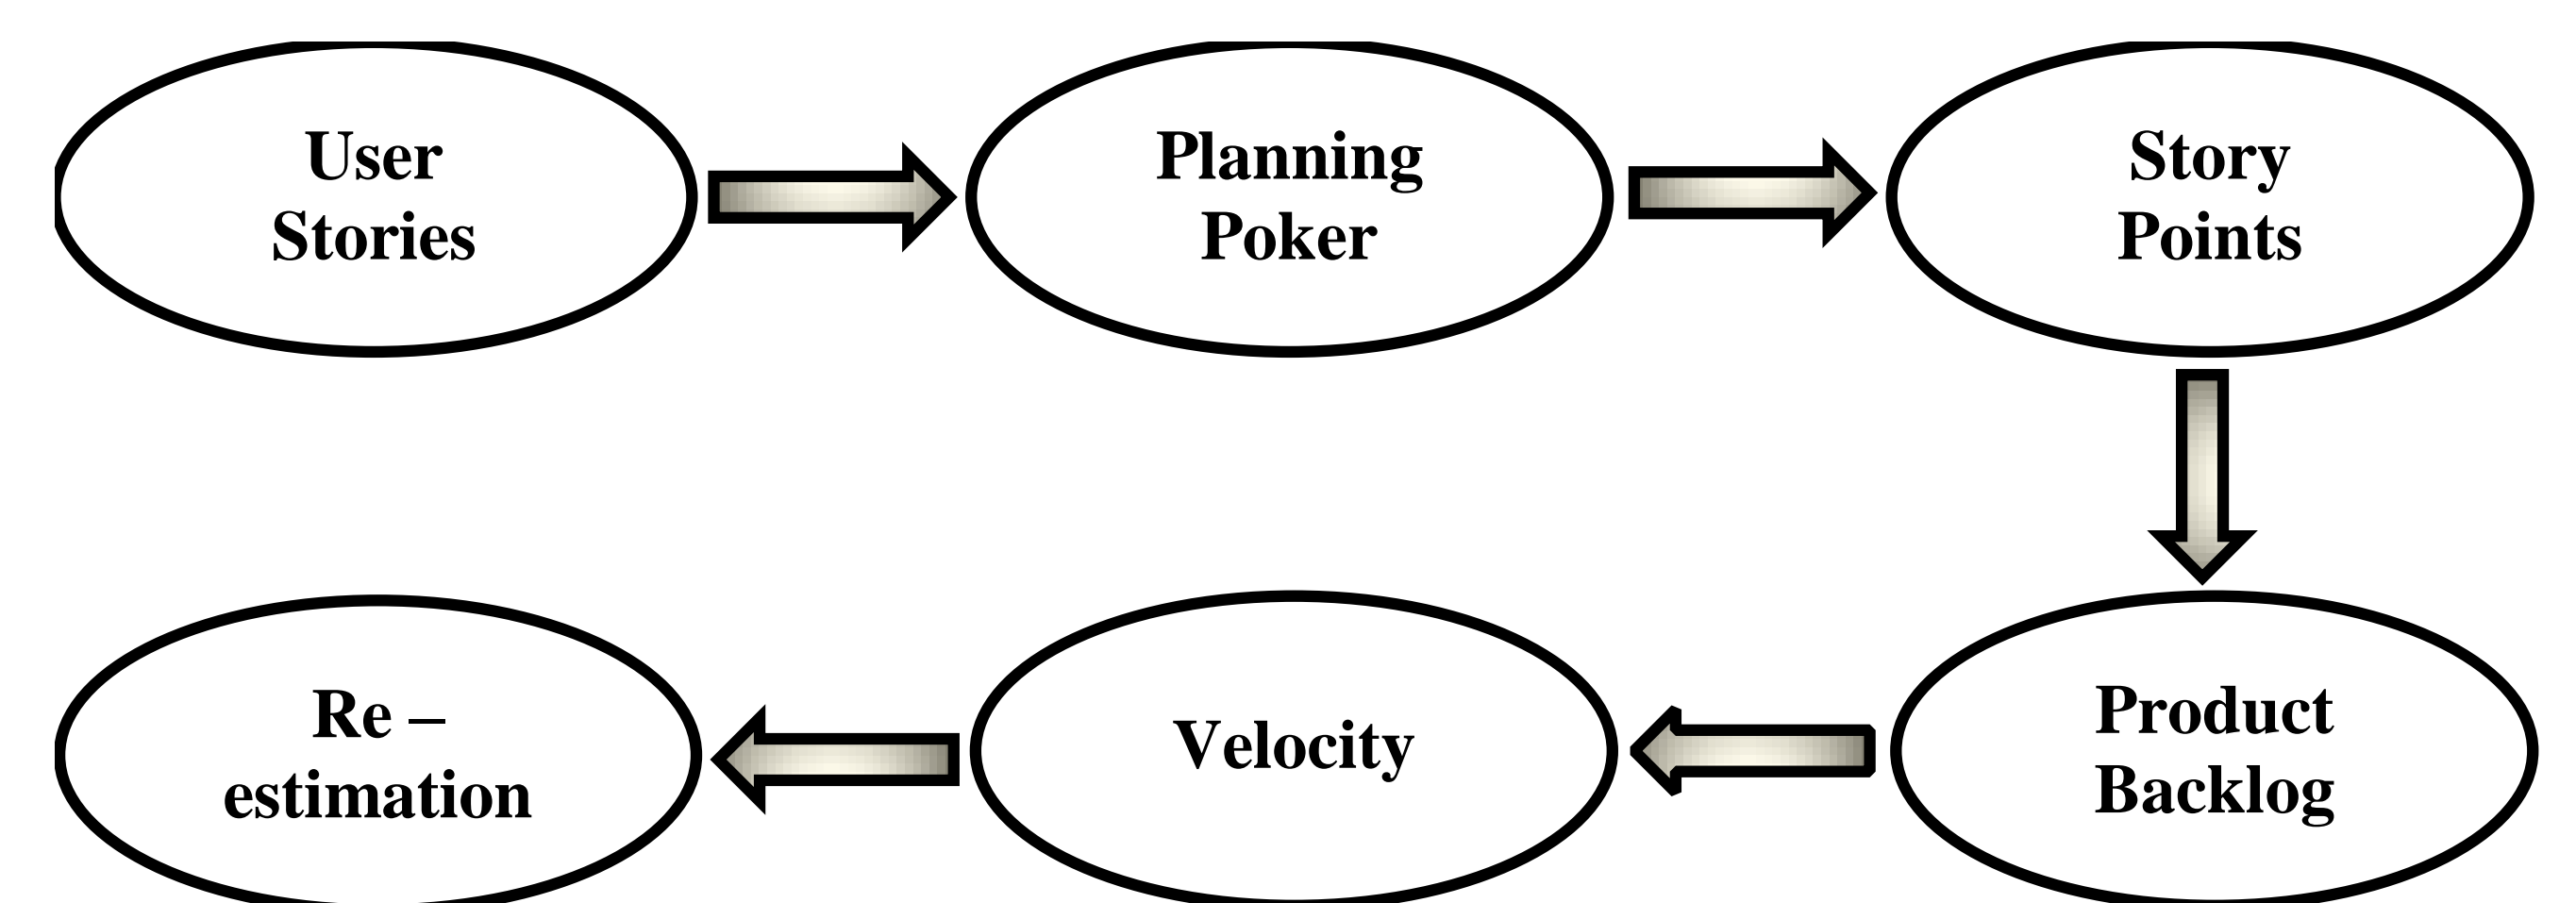 User
Stories
Planning
Poker
Story
Points
Re –
estimation
Velocity
Product
Backlog